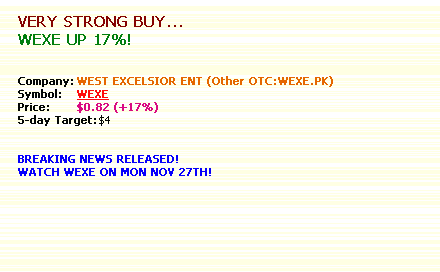 VERY STRONG BUY...
WEXE UP 17%!
Company: WEST EXCELSIOR ENT (Other OTC:WEXE.PK)
Symbol: WEXE
Price: $0.82 (+17%)
5-day Target: $4
BREAKING NEWS RELEASED!
WATCH WEXE ON MON NOV 27TH!